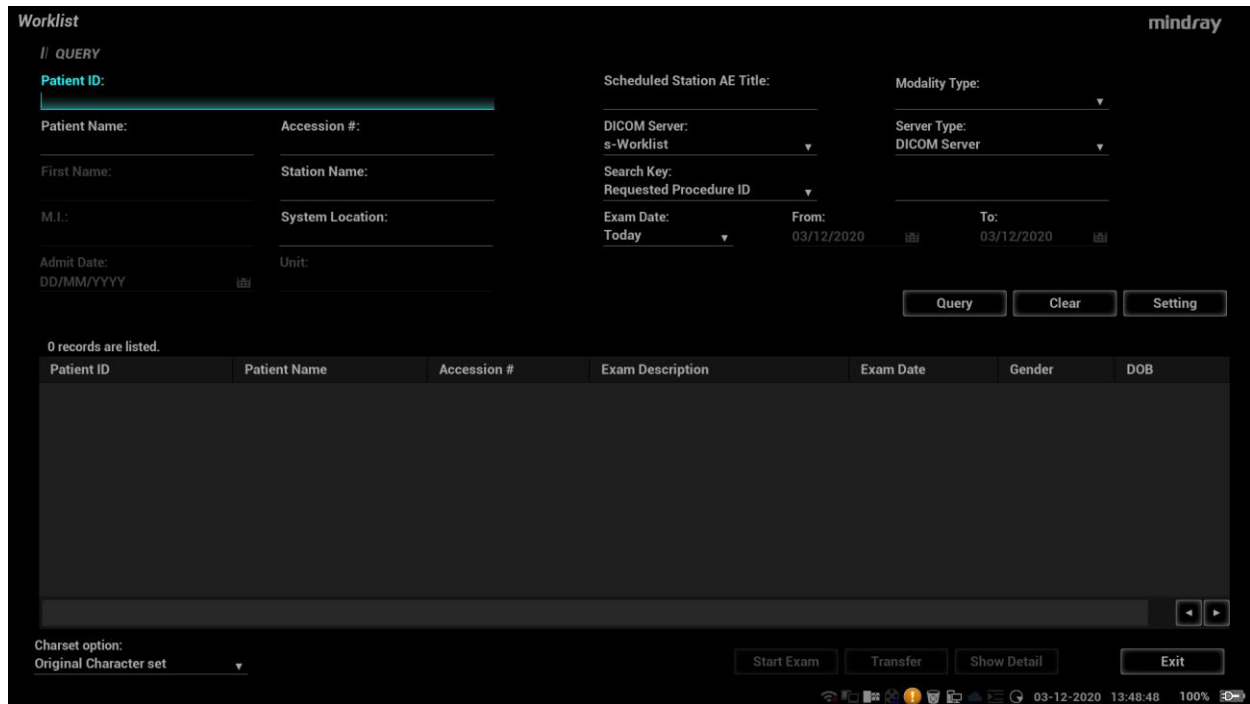 Worklist
mindray
QUERY
Patient ID:
Scheduled Station AE Title:
Modality Type:
Patient Name:
Accession #:
DICOM Server:
s-Worklist
Server Type:
DICOM Server
First Name:
Station Name:
Search Key:
Requested Procedure ID
M.I.:
System Location:
Exam Date:
Today
From:
03/12/2020
To:
03/12/2020
Admit Date:
DD/MM/YYYY
Unit:
Query
Clear
Setting
0 records are listed.
Patient ID Patient Name Accession # Exam Description Exam Date Gender DOB
Charset option:
Original Character set
Start Exam
Transfer
Show Detail
Exit
03-12-2020 13:48:48 100%